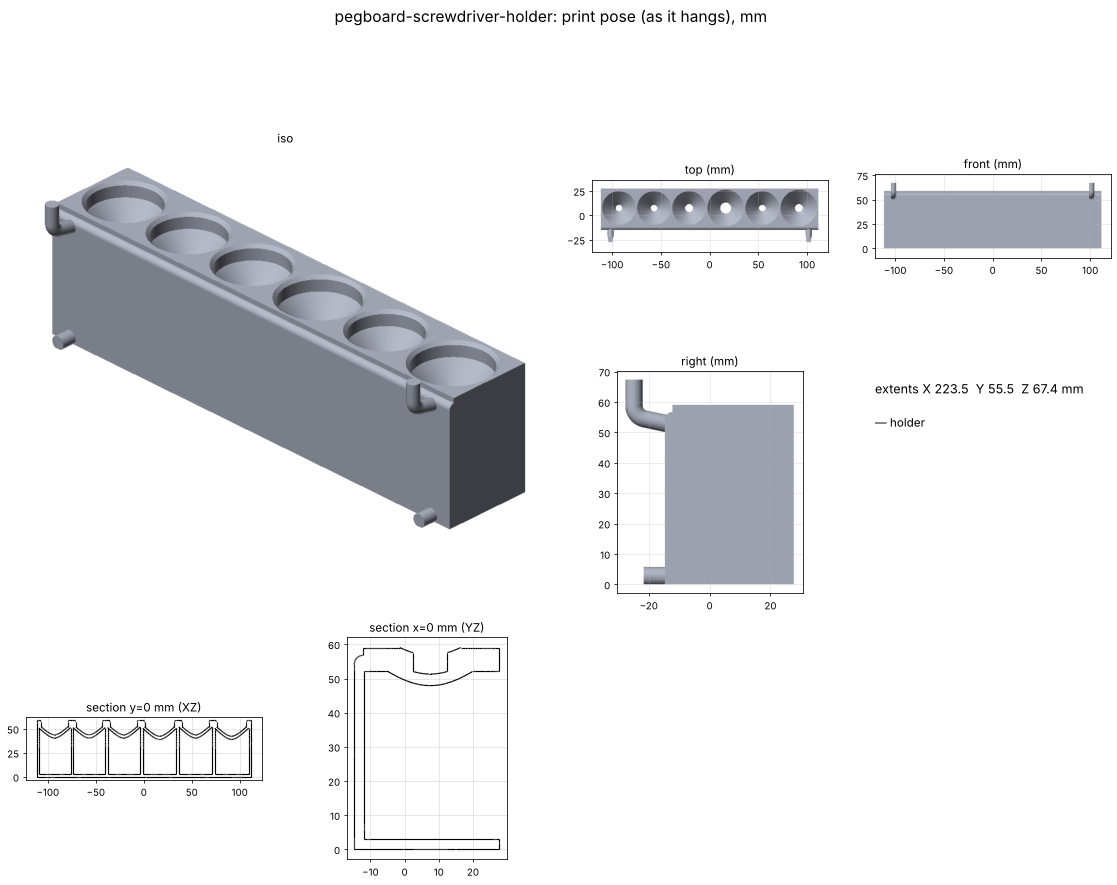 pegboard-screwdriver-holder: print pose (as it hangs), mm
iso
top (mm)
25
0
−25
−100 −50 0 50 100
front (mm)
75
50
25
0
−100 −50 0 50 100
right (mm)
70
60
50
40
30
20
10
0
−20 0 20
extents X 223.5 Y 55.5 Z 67.4 mm
— holder
section y=0 mm (XZ)
50
25
0
−100 −50 0 50 100
section x=0 mm (YZ)
60
50
40
30
20
10
0
−10 0 10 20